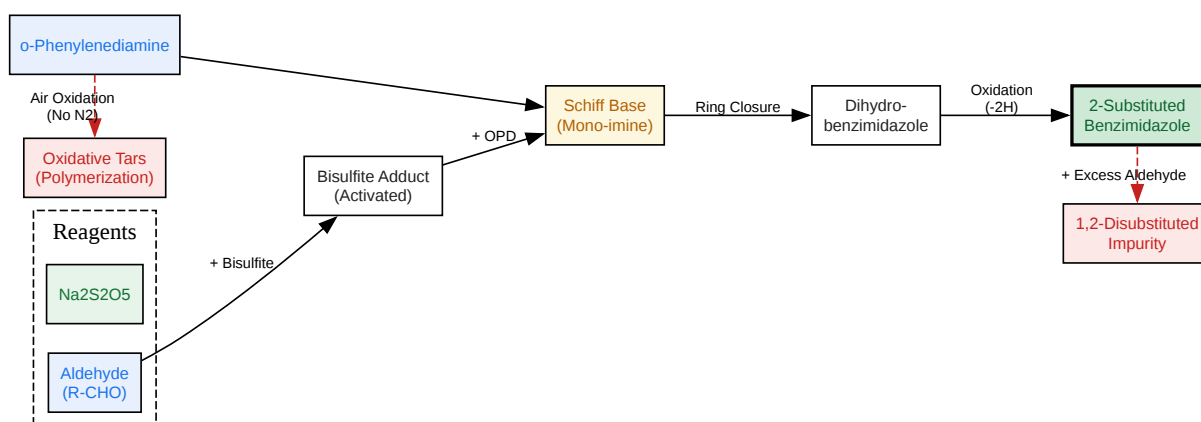 o-Phenylenediamine
Air Oxidation
(No N2)
Oxidative Tars
(Polymerization)
Reagents
Na2S2O5
Aldehyde
(R-CHO)
+ Bisulfite
Bisulfite Adduct
(Activated)
+ OPD
Schiff Base
(Mono-imine)
Ring Closure
Dihydro-
benzimidazole
Oxidation
(-2H)
2-Substituted
Benzimidazole
+ Excess Aldehyde
1,2-Disubstituted
Impurity